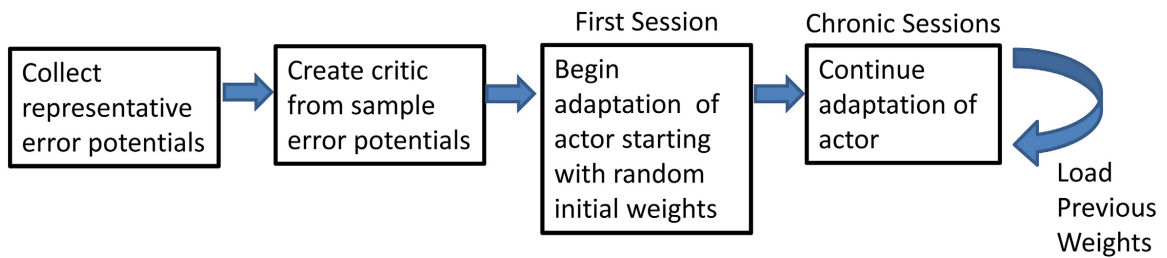 Collect
representative
error potentials
Create critic
from sample
error potentials
First Session
Begin
adaptation of
actor starting
with random
initial weights
Chronic Sessions
Continue
adaptation of
actor
Load
Previous
Weights